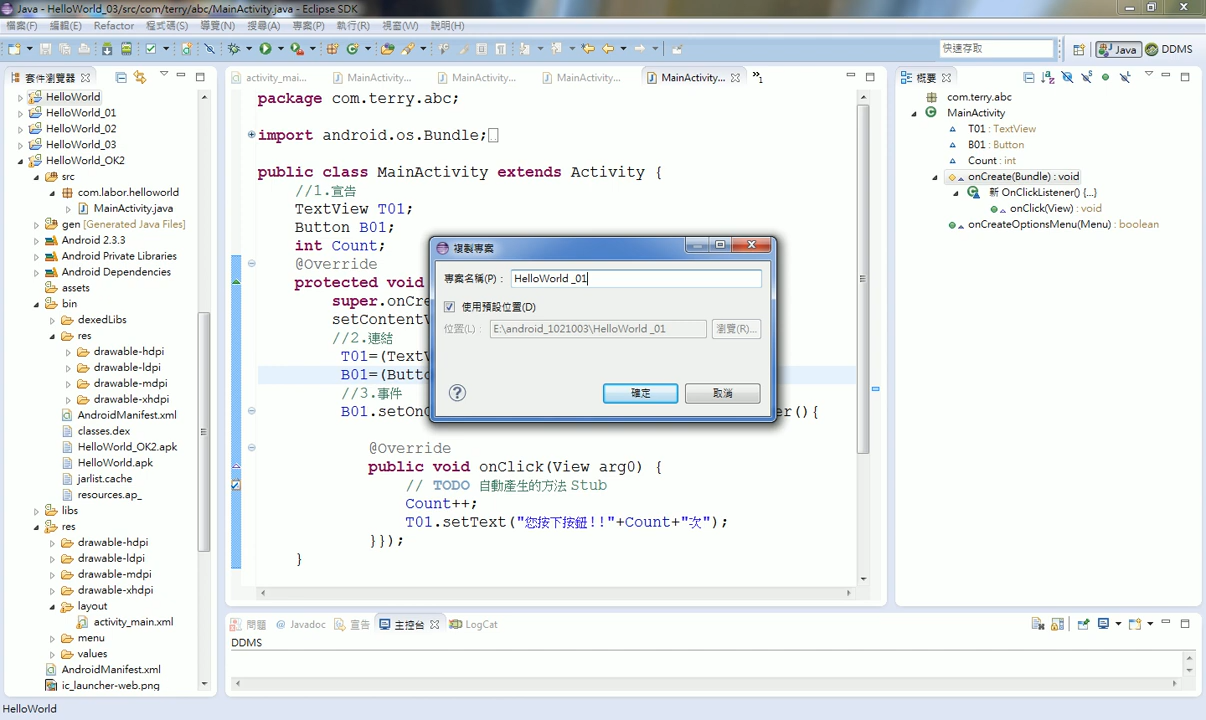 Java - HelloWorld_03/src/com/terry/abc/MainActivity.java - Eclipse SDK
檔案(F) 編輯(E) Refactor 程式碼(S) 導覽(N) 搜尋(A) 專案(P) 執行(R) 視窗(W) 說明(H)
快速存取 Java DDMS
套件瀏覽器
HelloWorld
HelloWorld_01
HelloWorld_02
HelloWorld_03
HelloWorld_OK2
src
com.labor.helloworld
MainActivity.java
gen [Generated Java Files]
Android 2.3.3
Android Private Libraries
Android Dependencies
assets
bin
dexedLibs
res
drawable-hdpi
drawable-ldpi
drawable-mdpi
drawable-xhdpi
AndroidManifest.xml
classes.dex
HelloWorld_OK2.apk
HelloWorld.apk
jarlist.cache
resources.ap_
libs
res
drawable-hdpi
drawable-ldpi
drawable-mdpi
drawable-xhdpi
layout
activity_main.xml
menu
values
AndroidManifest.xml
ic_launcher-web.png
activity_mai... MainActivity... MainActivity... MainActivity... MainActivity... »1
package com.terry.abc;
import android.os.Bundle;
public class MainActivity extends Activity {
//1.宣告
TextView T01;
Button B01;
int Count;
@Override
protected void
super.onCre
setContentV
//2.連結
T01=(TextV
B01=(Butto
//3.事件
B01.setOnC er(){
@Override
public void onClick(View arg0) {
// TODO 自動產生的方法 Stub
Count++;
T01.setText("您按下按鈕!!"+Count+"次");
}});
}
複製專案
專案名稱(P)： HelloWorld _01
使用預設位置(D)
位置(L)： E:\android_1021003\HelloWorld _01 瀏覽(R)...
? 確定 取消
概要
com.terry.abc
MainActivity
T01 : TextView
B01 : Button
Count : int
onCreate(Bundle) : void
新 OnClickListener() {...}
onClick(View) : void
onCreateOptionsMenu(Menu) : boolean
問題 @ Javadoc 宣告 主控台 LogCat
DDMS
HelloWorld